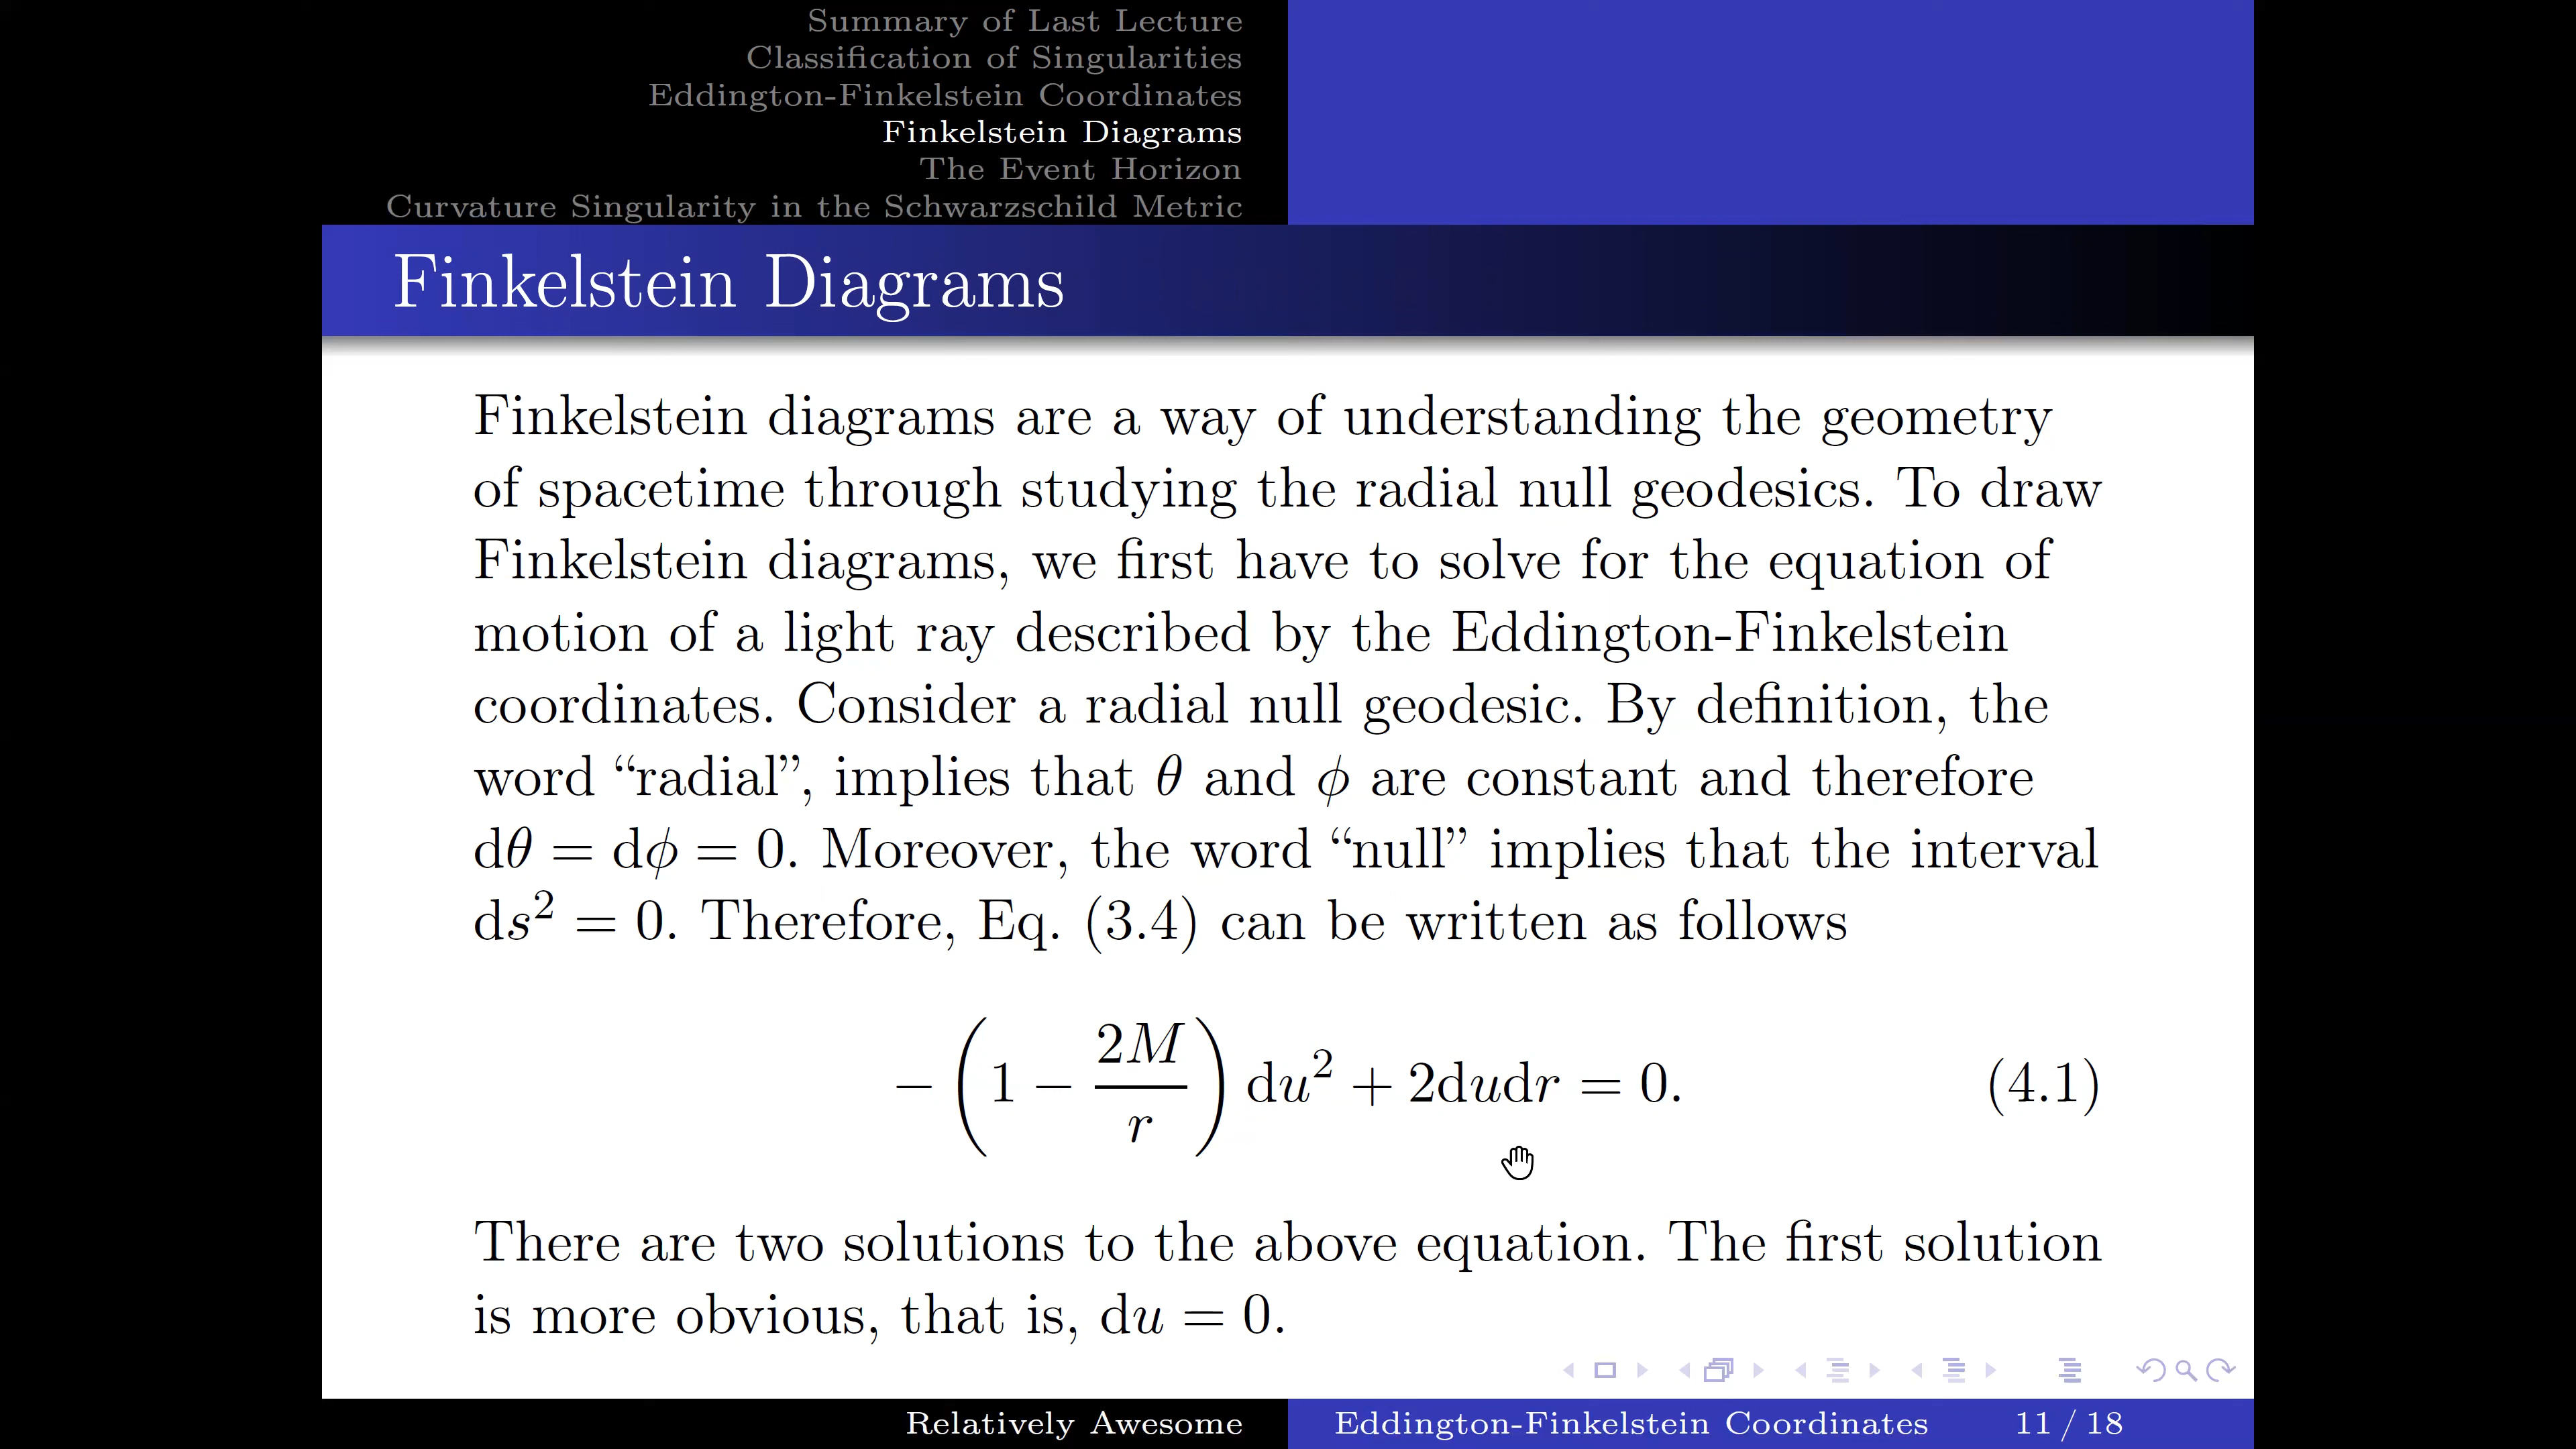 Summary of Last Lecture
Classification of Singularities
Eddington-Finkelstein Coordinates
Finkelstein Diagrams
The Event Horizon
Curvature Singularity in the Schwarzschild Metric
Finkelstein Diagrams
Finkelstein diagrams are a way of understanding the geometry
of spacetime through studying the radial null geodesics. To draw
Finkelstein diagrams, we first have to solve for the equation of
motion of a light ray described by the Eddington-Finkelstein
coordinates. Consider a radial null geodesic. By definition, the
word “radial”, implies that θ and ϕ are constant and therefore
dθ = dϕ = 0. Moreover, the word “null” implies that the interval
ds² = 0. Therefore, Eq. (3.4) can be written as follows
− (1 − 2M/r) du² + 2dudr = 0. (4.1)
There are two solutions to the above equation. The first solution
is more obvious, that is, du = 0.
Relatively Awesome Eddington-Finkelstein Coordinates 11 / 18